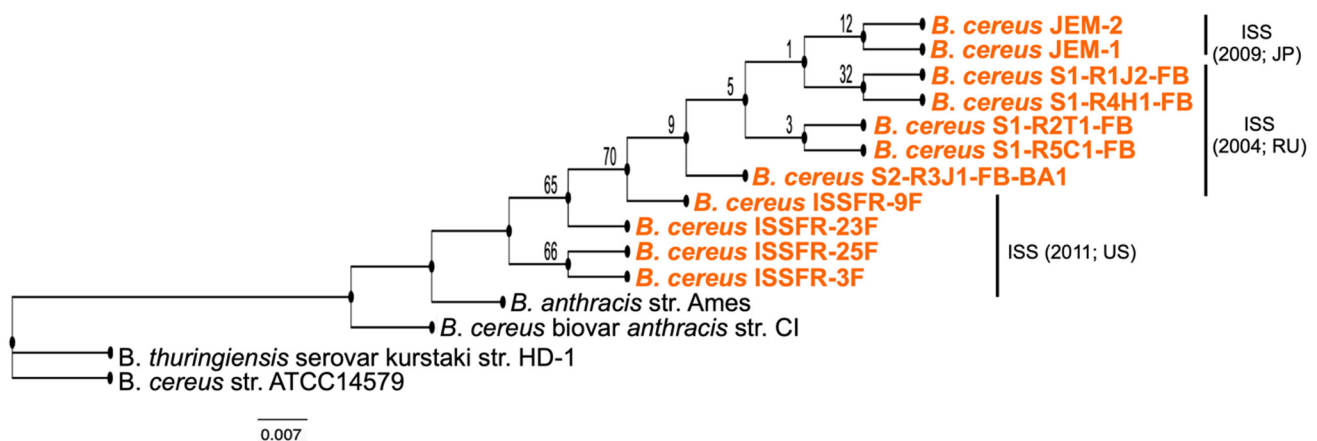 12
B. cereus JEM-2
ISS
(2009; JP)
1
B. cereus JEM-1
32
B. cereus S1-R1J2-FB
5
B. cereus S1-R4H1-FB
9
3
B. cereus S1-R2T1-FB
ISS
(2004; RU)
70
B. cereus S1-R5C1-FB
65
B. cereus S2-R3J1-FB-BA1
B. cereus ISSFR-9F
B. cereus ISSFR-23F
66
B. cereus ISSFR-25F
ISS (2011; US)
B. cereus ISSFR-3F
B. anthracis str. Ames
B. cereus biovar anthracis str. CI
B. thuringiensis serovar kurstaki str. HD-1
B. cereus str. ATCC14579
0.007